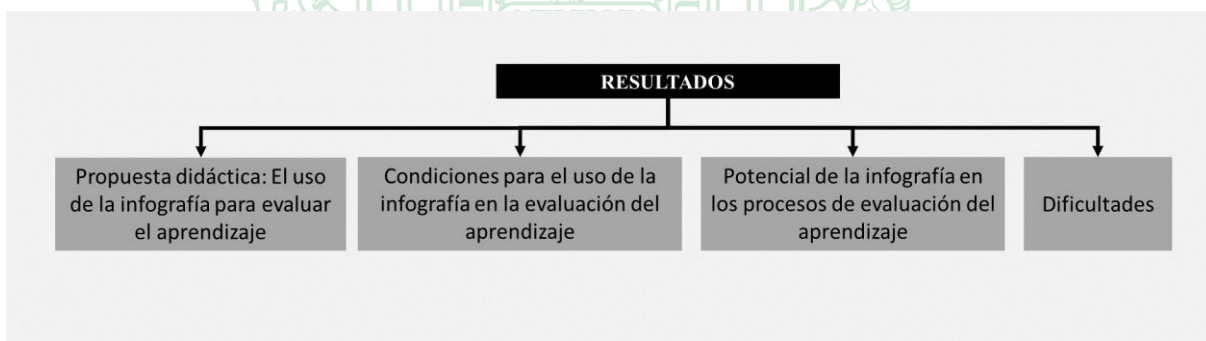 RESULTADOS
Propuesta didáctica: El uso
de la infografía para evaluar
el aprendizaje
Condiciones para el uso de la
infografía en la evaluación del
aprendizaje
Potencial de la infografía en
los procesos de evaluación del
aprendizaje
Dificultades